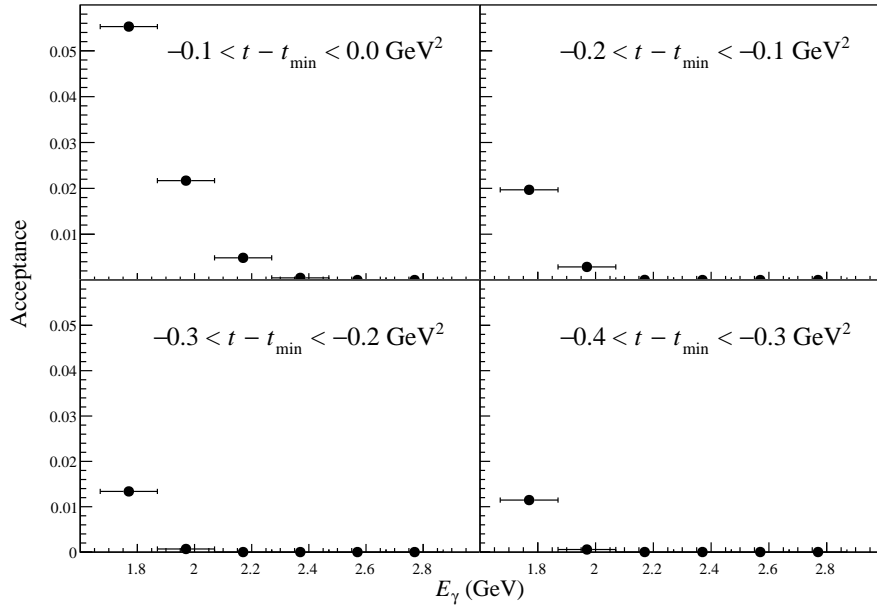 −0.1 < t − t_min < 0.0 GeV²
−0.2 < t − t_min < −0.1 GeV²
0.05
0.04
0.03
0.02
0.01
Acceptance
−0.3 < t − t_min < −0.2 GeV²
−0.4 < t − t_min < −0.3 GeV²
0.05
0.04
0.03
0.02
0.01
0
1.8 2 2.2 2.4 2.6 2.8
1.8 2 2.2 2.4 2.6 2.8
E_γ (GeV)